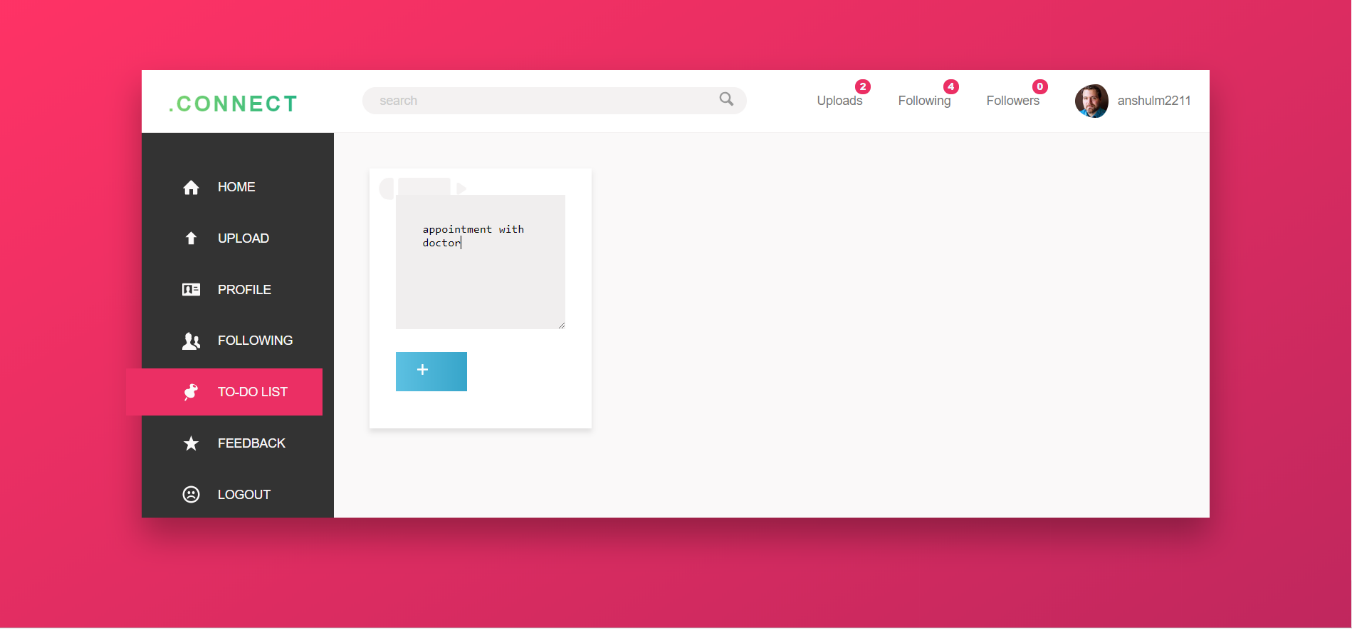 .CONNECT
search
Uploads 2
Following 4
Followers 0
anshulm2211
HOME
UPLOAD
PROFILE
FOLLOWING
TO-DO LIST
FEEDBACK
LOGOUT
appointment with
doctor
+